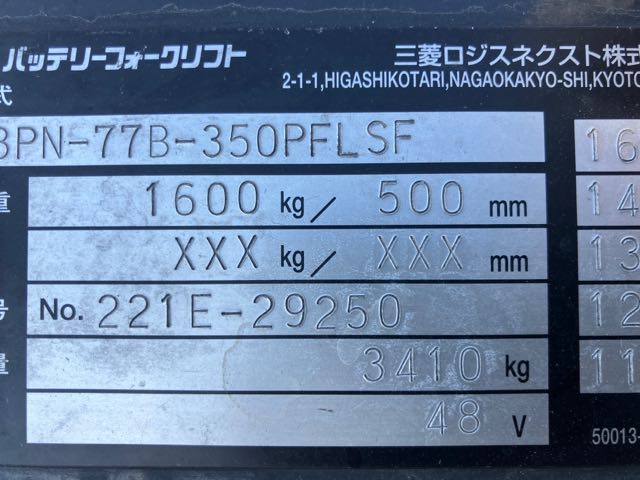 バッテリーフォークリフト 三菱ロジスネクスト株式
2-1-1,HIGASHIKOTARI,NAGAOKAKYO-SHI,KYOTO
式
PN-77B-350PFLSF 16
重 1600 kg／ 500 mm 14
XXX kg／ XXX mm 13
号 No. 221E-29250 12
量 3410 kg 11
48 V
50013-